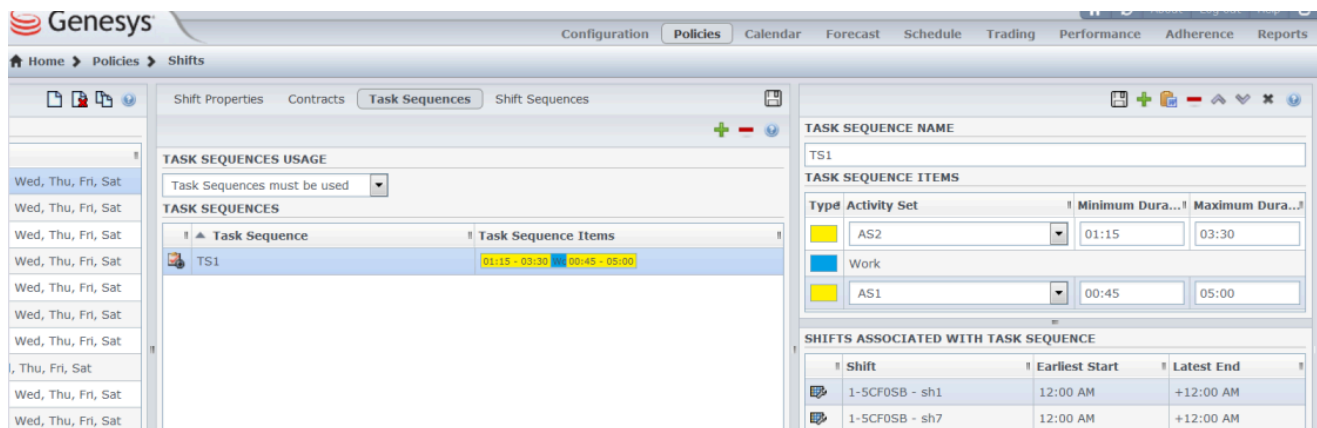 Genesys
Configuration Policies Calendar Forecast Schedule Trading Performance Adherence Reports
Home Policies Shifts
Shift Properties Contracts Task Sequences Shift Sequences
TASK SEQUENCES USAGE
Task Sequences must be used
TASK SEQUENCES
Task Sequence Task Sequence Items
TS1 01:15 - 03:30 00:45 - 05:00
Wed, Thu, Fri, Sat
Wed, Thu, Fri, Sat
Wed, Thu, Fri, Sat
Wed, Thu, Fri, Sat
Wed, Thu, Fri, Sat
Wed, Thu, Fri, Sat
Wed, Thu, Fri, Sat
, Thu, Fri, Sat
Wed, Thu, Fri, Sat
Wed, Thu, Fri, Sat
TASK SEQUENCE NAME
TS1
TASK SEQUENCE ITEMS
Type Activity Set Minimum Dura... Maximum Dura...
AS2 01:15 03:30
Work
AS1 00:45 05:00
SHIFTS ASSOCIATED WITH TASK SEQUENCE
Shift Earliest Start Latest End
1-5CF0SB - sh1 12:00 AM +12:00 AM
1-5CF0SB - sh7 12:00 AM +12:00 AM